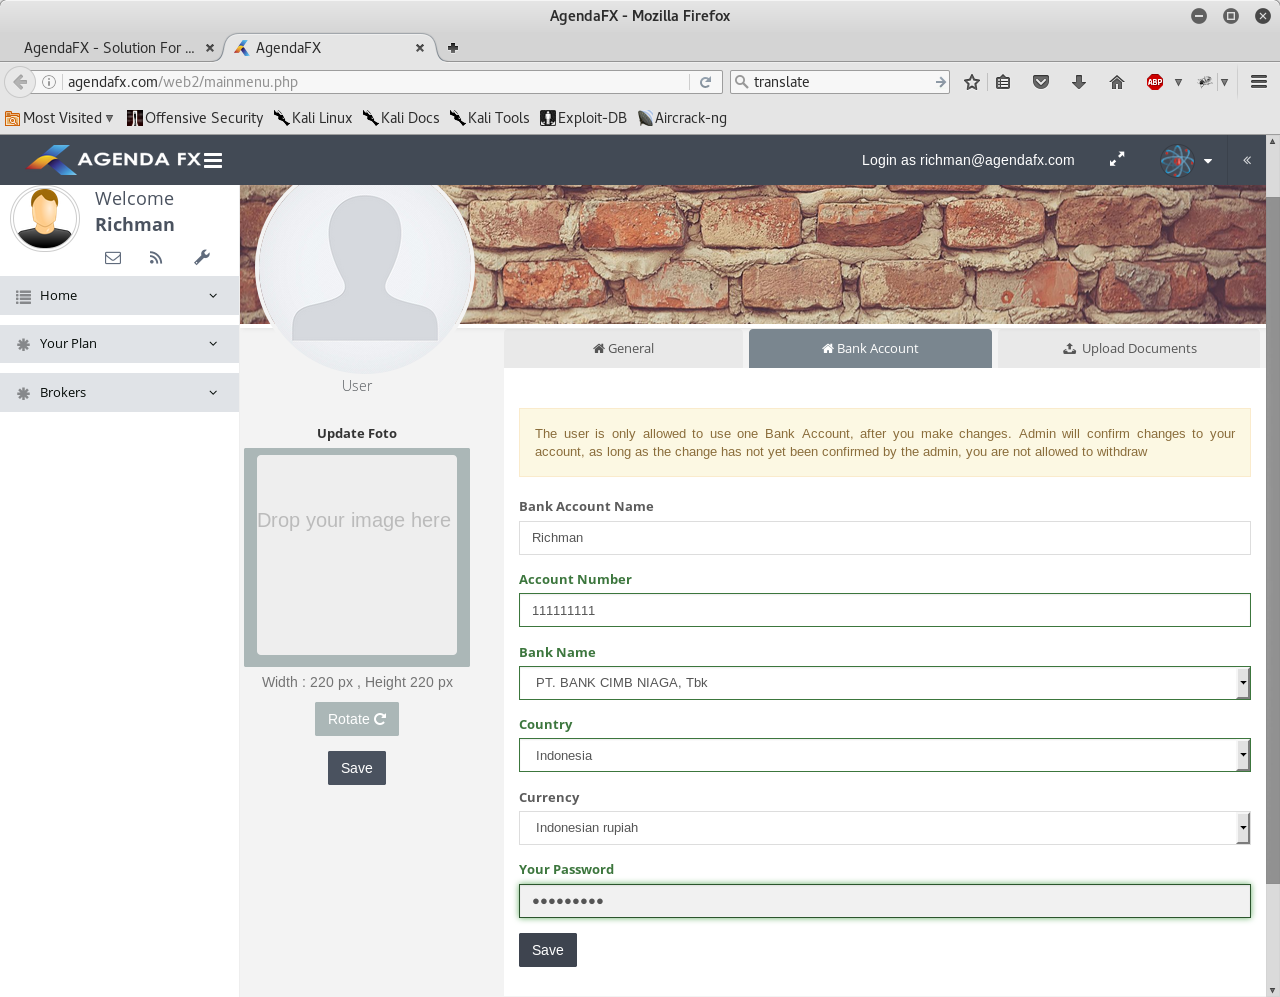 AgendaFX - Mozilla Firefox
AgendaFX - Solution For ...
AgendaFX
agendafx.com/web2/mainmenu.php
translate
ABP
Most Visited
Offensive Security
Kali Linux
Kali Docs
Kali Tools
Exploit-DB
Aircrack-ng
AGENDA FX
Login as richman@agendafx.com
Welcome
Richman
Home
Your Plan
Brokers
User
Update Foto
Drop your image here
Width : 220 px , Height 220 px
Rotate
Save
General
Bank Account
Upload Documents
The user is only allowed to use one Bank Account, after you make changes. Admin will confirm changes to your
account, as long as the change has not yet been confirmed by the admin, you are not allowed to withdraw
Bank Account Name
Richman
Account Number
111111111
Bank Name
PT. BANK CIMB NIAGA, Tbk
Country
Indonesia
Currency
Indonesian rupiah
Your Password
●●●●●●●●●
Save